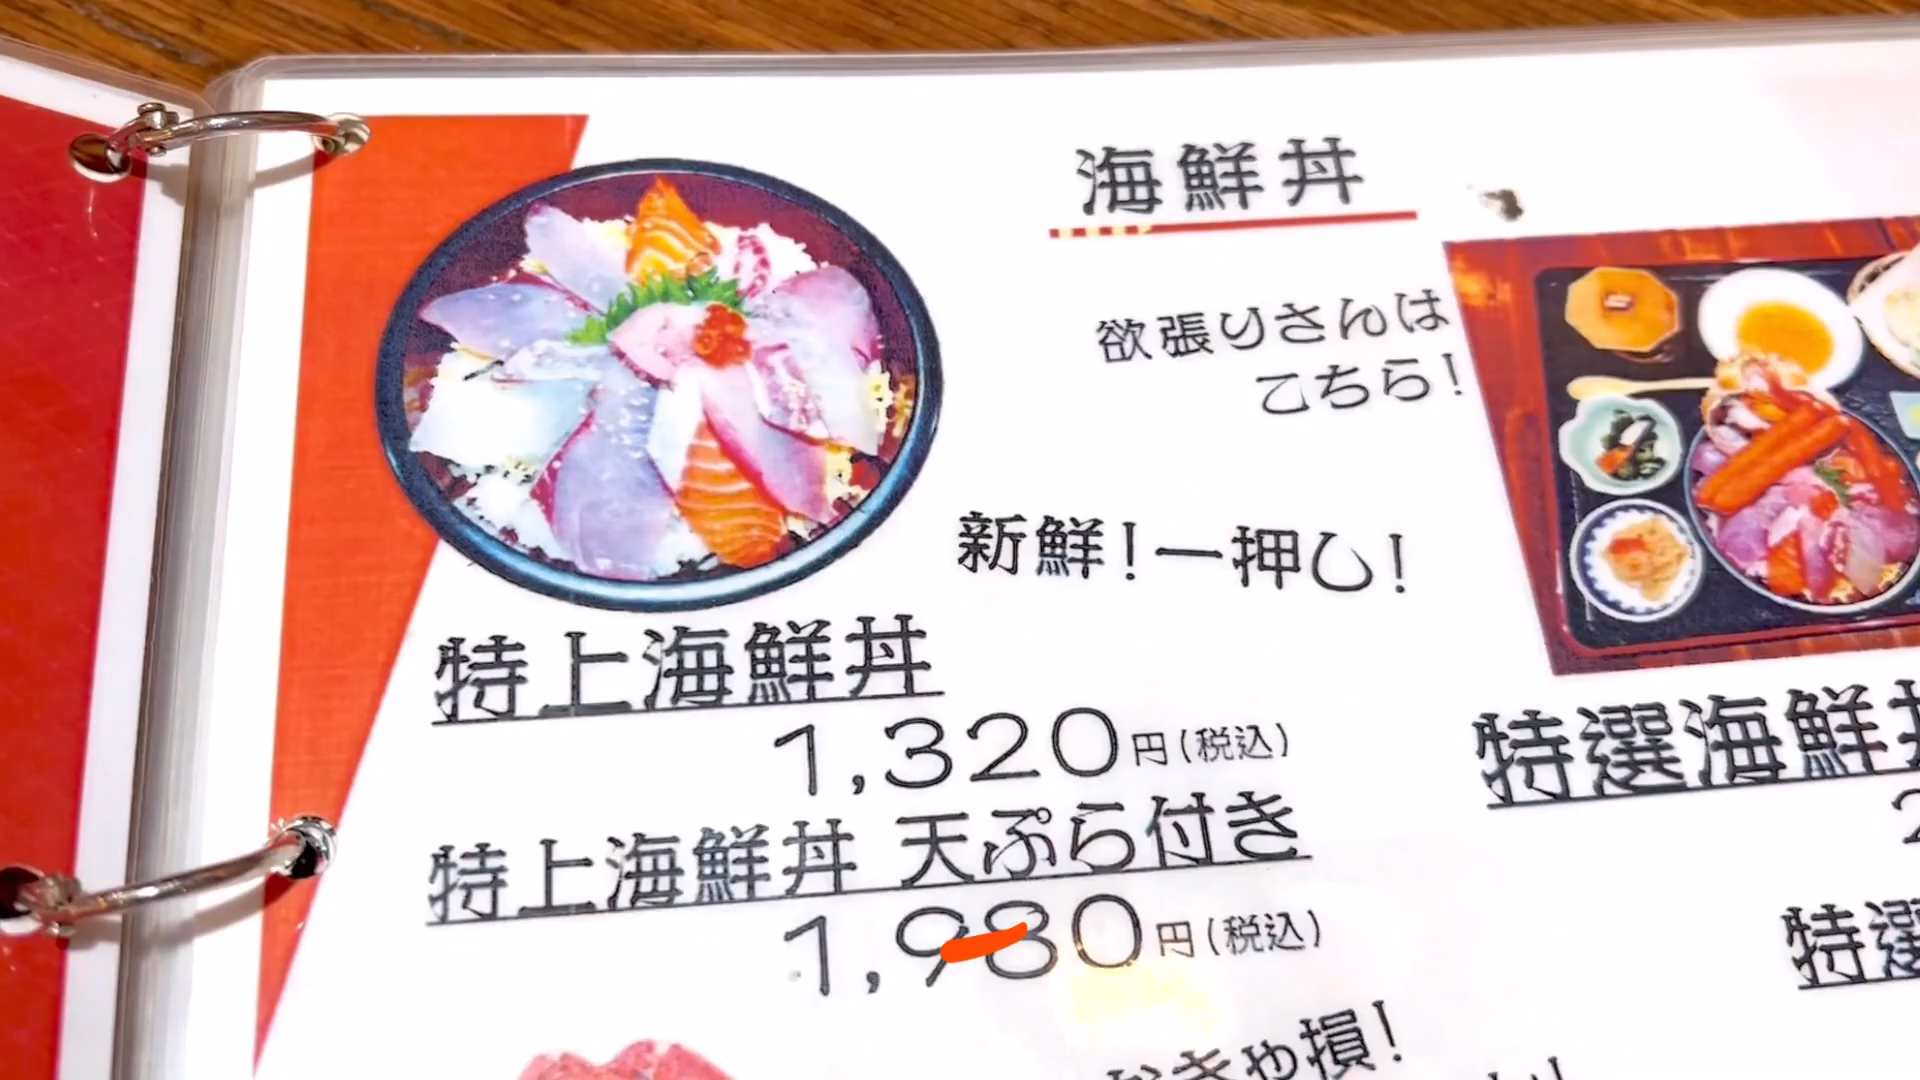 海鮮丼
欲張りさんは
こちら！
新鮮！一押し！
特上海鮮丼
1,320円(税込)
特上海鮮丼 天ぷら付き
1,980円(税込)
特選海鮮丼
特選
損！